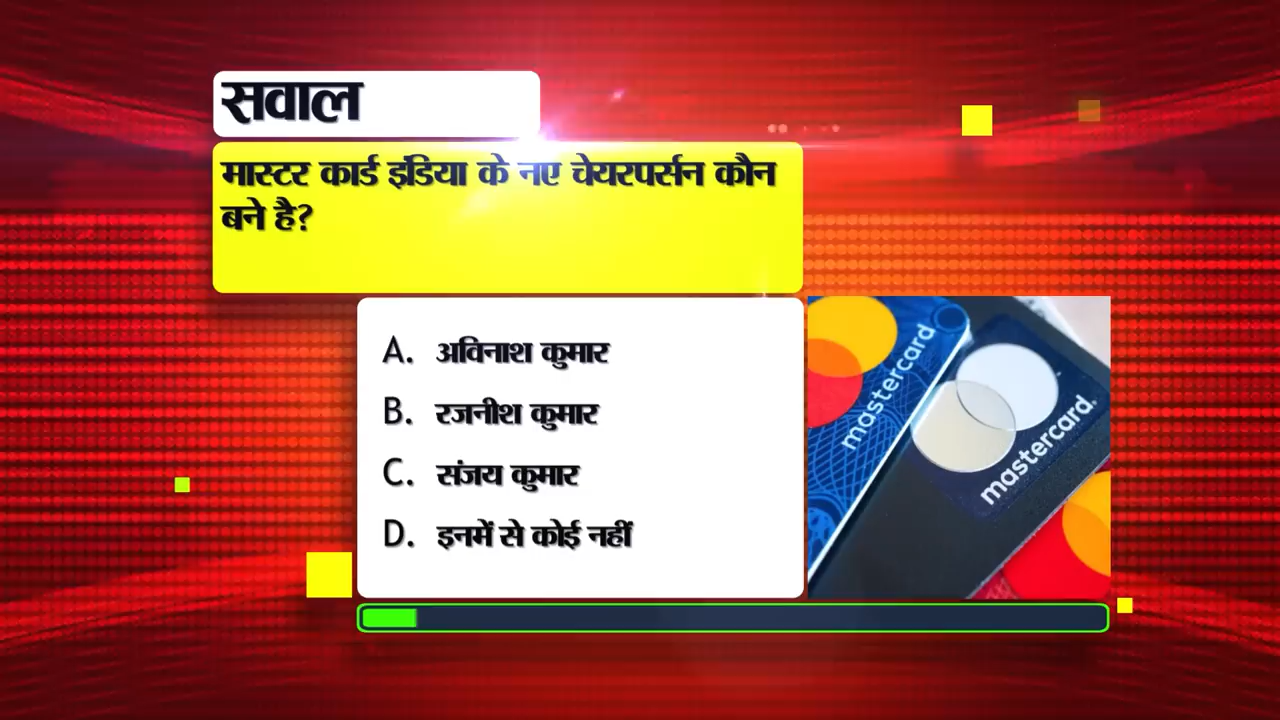 सवाल
मास्टर कार्ड इंडिया के नए चेयरपर्सन कौन
बने है?
A. अविनाश कुमार
B. रजनीश कुमार
C. संजय कुमार
D. इनमें से कोई नहीं
mastercard
mastercard.